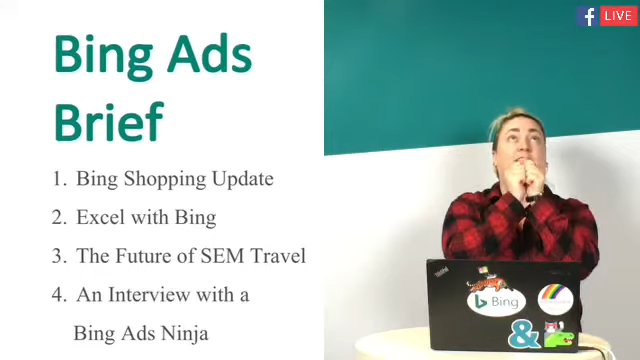 f LIVE
Bing Ads
Brief
1. Bing Shopping Update
2. Excel with Bing
3. The Future of SEM Travel
4. An Interview with a
Bing Ads Ninja
Bing
&